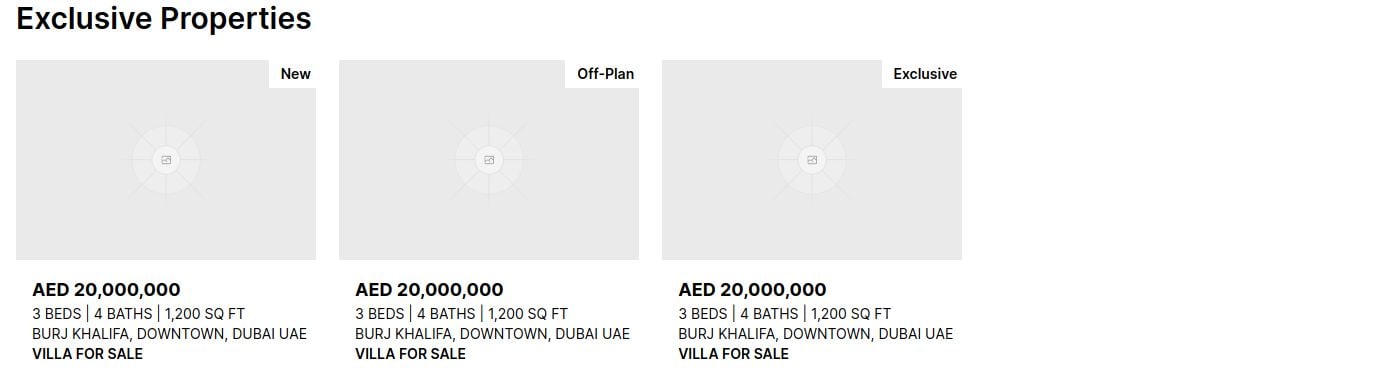 Exclusive Properties
New
Off-Plan
Exclusive
AED 20,000,000
3 BEDS | 4 BATHS | 1,200 SQ FT
BURJ KHALIFA, DOWNTOWN, DUBAI UAE
VILLA FOR SALE
AED 20,000,000
3 BEDS | 4 BATHS | 1,200 SQ FT
BURJ KHALIFA, DOWNTOWN, DUBAI UAE
VILLA FOR SALE
AED 20,000,000
3 BEDS | 4 BATHS | 1,200 SQ FT
BURJ KHALIFA, DOWNTOWN, DUBAI UAE
VILLA FOR SALE